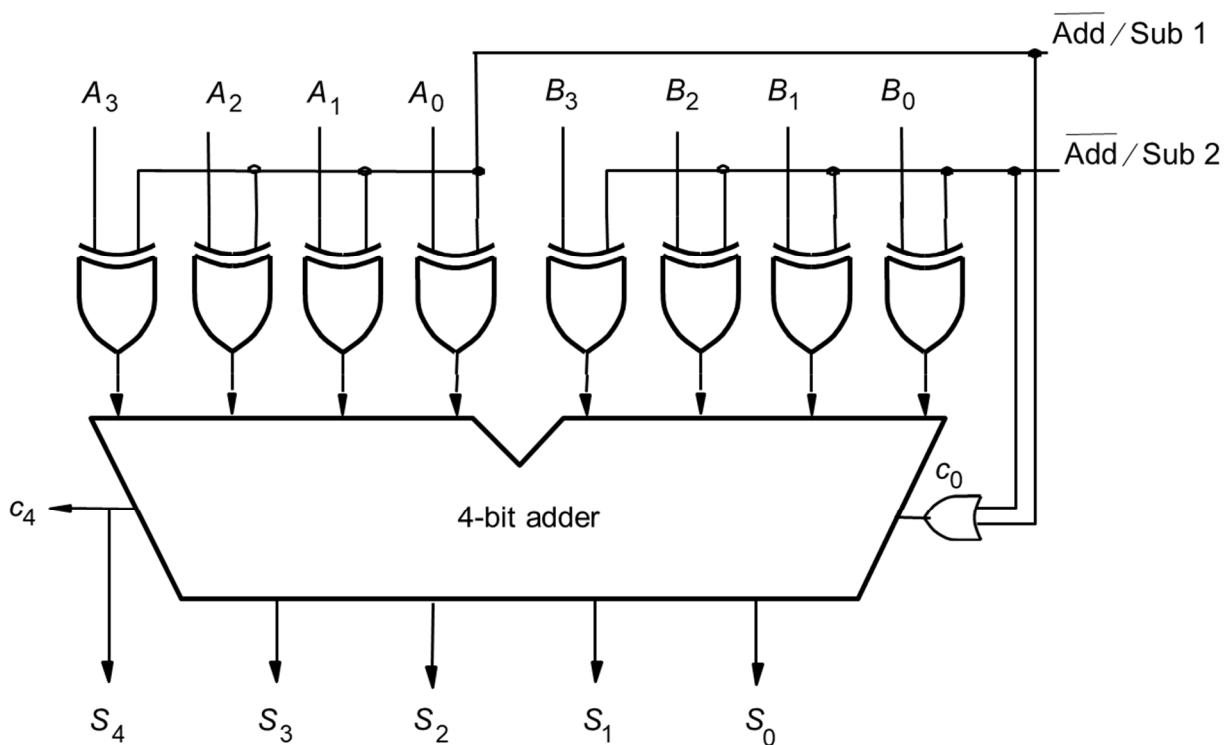 Add / Sub 1
A3 A2 A1 A0 B3 B2 B1 B0
Add / Sub 2
c0
c4
4-bit adder
S4 S3 S2 S1 S0